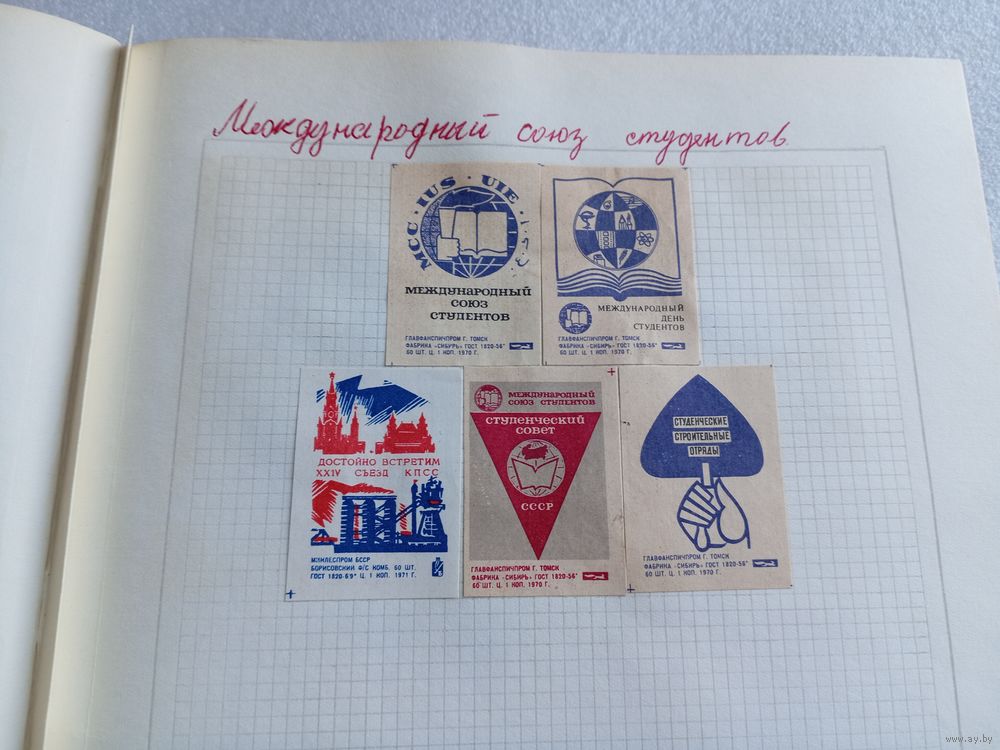 Международный союз студентов.
МСС · IUS · UIE
МЕЖДУНАРОДНЫЙ
СОЮЗ
СТУДЕНТОВ
ГЛАВФАНСПИЧПРОМ Г. ТОМСК
ФАБРИКА «СИБИРЬ» ГОСТ 1820-56*
60 ШТ. Ц. 1 КОП. 1970 Г.
МЕЖДУНАРОДНЫЙ
ДЕНЬ
СТУДЕНТОВ
ГЛАВФАНСПИЧПРОМ Г. ТОМСК
ФАБРИКА «СИБИРЬ» ГОСТ 1820-56*
60 ШТ. Ц. 1 КОП. 1970 Г.
ДОСТОЙНО ВСТРЕТИМ
XXIV СЪЕЗД КПСС
МИНЛЕСПРОМ БССР
БОРИСОВСКИЙ Ф/С КОМБ. 60 ШТ.
ГОСТ 1820-69* Ц. 1 КОП. 1971 Г.
МЕЖДУНАРОДНЫЙ
СОЮЗ СТУДЕНТОВ
СТУДЕНЧЕСКИЙ
СОВЕТ
СССР
ГЛАВФАНСПИЧПРОМ Г. ТОМСК
ФАБРИКА «СИБИРЬ» ГОСТ 1820-56*
60 ШТ. Ц. 1 КОП. 1970 Г.
СТУДЕНЧЕСКИЕ
СТРОИТЕЛЬНЫЕ
ОТРЯДЫ
ГЛАВФАНСПИЧПРОМ Г. ТОМСК
ФАБРИКА «СИБИРЬ» ГОСТ 1820-56*
60 ШТ. Ц. 1 КОП. 1970 Г.
www.ay.by